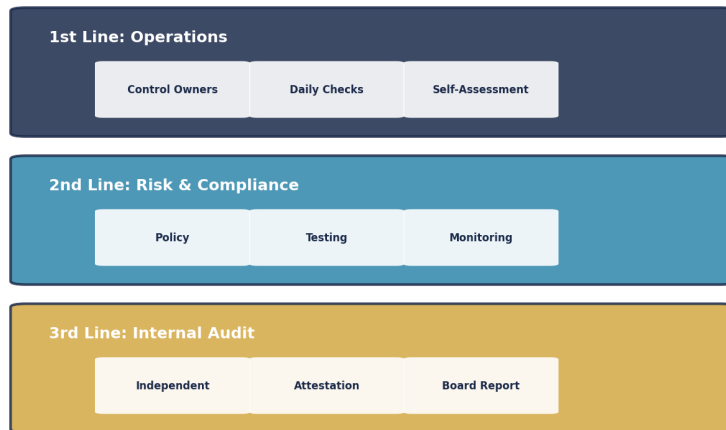 1st Line: Operations
Control Owners
Daily Checks
Self-Assessment
2nd Line: Risk & Compliance
Policy
Testing
Monitoring
3rd Line: Internal Audit
Independent
Attestation
Board Report